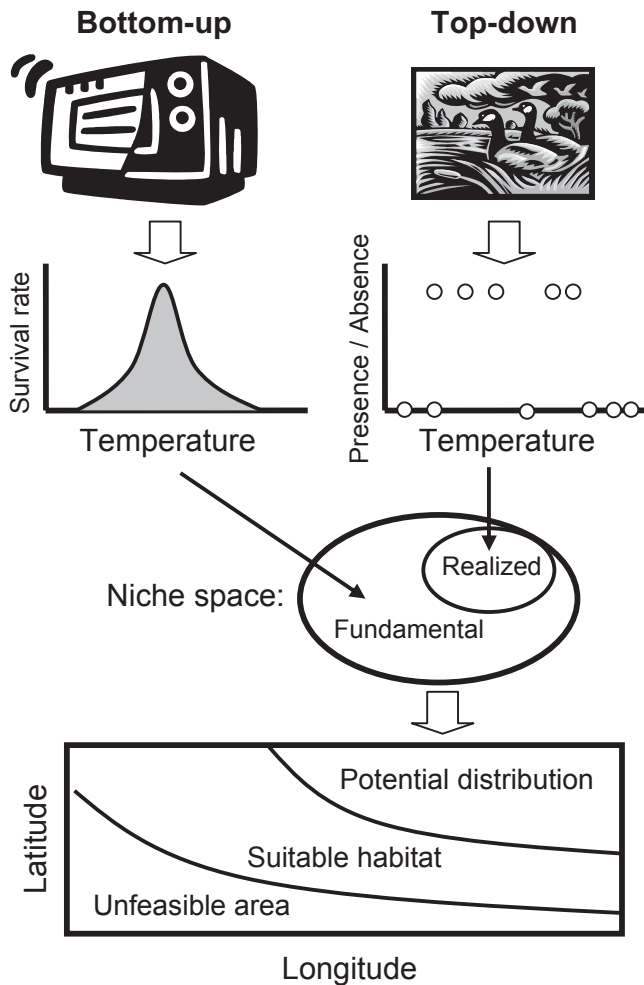 Bottom-up
Top-down
Survival rate
Temperature
Presence / Absence
Temperature
Niche space:
Realized
Fundamental
Latitude
Potential distribution
Suitable habitat
Unfeasible area
Longitude